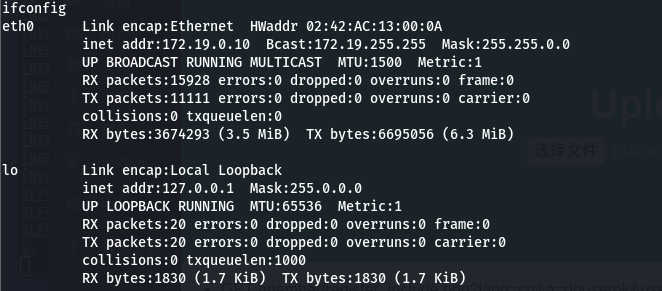 ifconfig
eth0      Link encap:Ethernet  HWaddr 02:42:AC:13:00:0A
          inet addr:172.19.0.10  Bcast:172.19.255.255  Mask:255.255.0.0
          UP BROADCAST RUNNING MULTICAST  MTU:1500  Metric:1
          RX packets:15928 errors:0 dropped:0 overruns:0 frame:0
          TX packets:11111 errors:0 dropped:0 overruns:0 carrier:0
          collisions:0 txqueuelen:0
          RX bytes:3674293 (3.5 MiB)  TX bytes:6695056 (6.3 MiB)
选择文件
lo        Link encap:Local Loopback
          inet addr:127.0.0.1  Mask:255.0.0.0
          UP LOOPBACK RUNNING  MTU:65536  Metric:1
          RX packets:20 errors:0 dropped:0 overruns:0 frame:0
          TX packets:20 errors:0 dropped:0 overruns:0 carrier:0
          collisions:0 txqueuelen:1000
          RX bytes:1830 (1.7 KiB)  TX bytes:1830 (1.7 KiB)